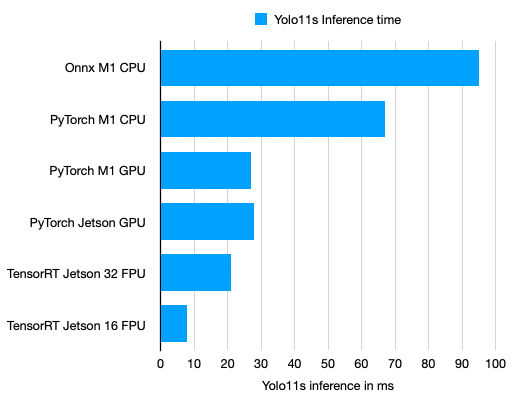 Yolo11s Inference time
Onnx M1 CPU
PyTorch M1 CPU
PyTorch M1 GPU
PyTorch Jetson GPU
TensorRT Jetson 32 FPU
TensorRT Jetson 16 FPU
0 10 20 30 40 50 60 70 80 90 100
Yolo11s inference in ms